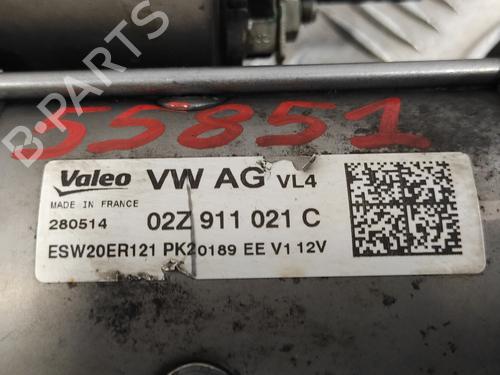 B-PARTS
55851
Valeo VW AG VL4
MADE IN FRANCE
280514 02Z 911 021 C
ESW20ER121 PK20189 EE V1 12V